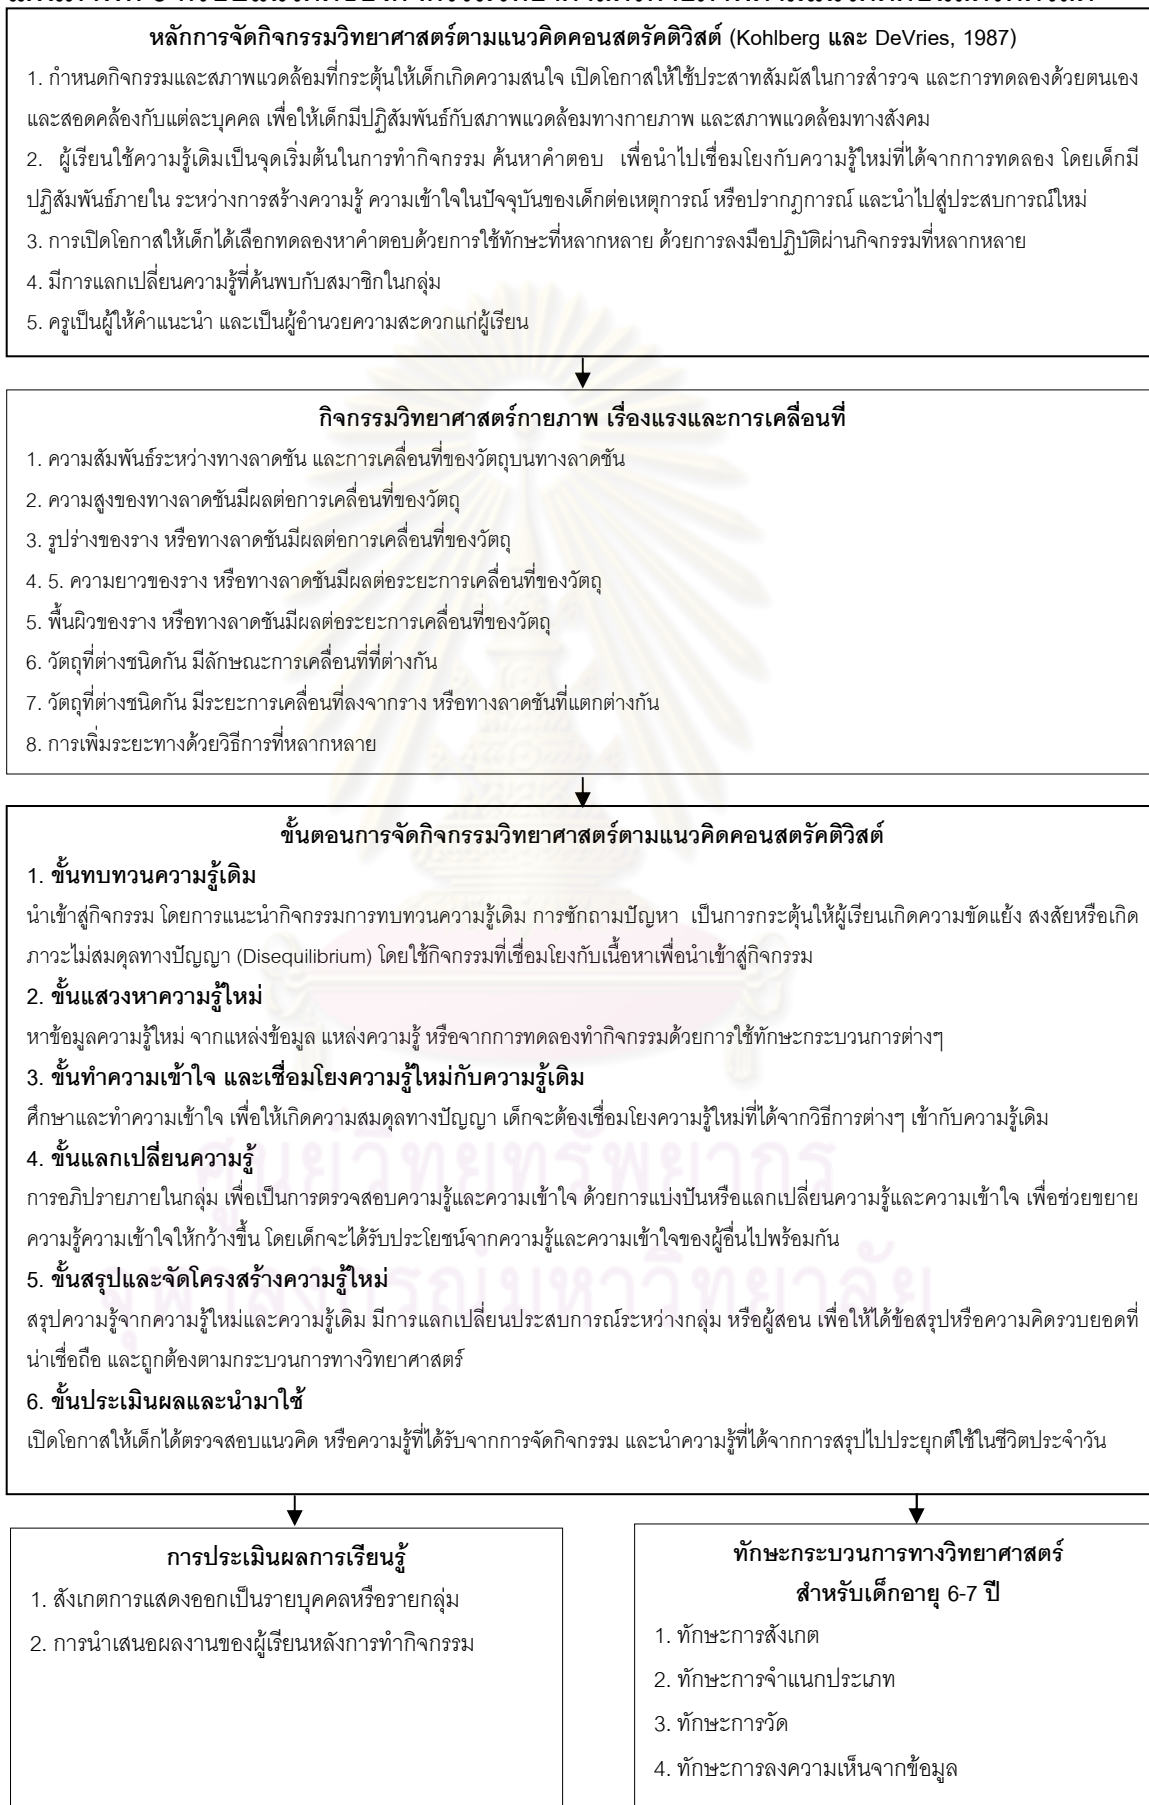 หลักการจัดกิจกรรมวิทยาศาสตร์ตามแนวคิดคอนสตรัคติวิสต์ (Kohlberg และ DeVries, 1987)
1. กำหนดกิจกรรมและสภาพแวดล้อมที่กระตุ้นให้เด็กเกิดความสนใจ เปิดโอกาสให้ใช้ประสาทสัมผัสในการสำรวจ และการทดลองด้วยตนเอง
และสอดคล้องกับแต่ละบุคคล เพื่อให้เด็กมีปฏิสัมพันธ์กับสภาพแวดล้อมทางกายภาพ และสภาพแวดล้อมทางสังคม
2. ผู้เรียนใช้ความรู้เดิมเป็นจุดเริ่มต้นในการทำกิจกรรม ค้นหาคำตอบ เพื่อนำไปเชื่อมโยงกับความรู้ใหม่ที่ได้จากการทดลอง โดยเด็กมี
ปฏิสัมพันธ์ภายใน ระหว่างการสร้างความรู้ ความเข้าใจในปัจจุบันของเด็กต่อเหตุการณ์ หรือปรากฏการณ์ และนำไปสู่ประสบการณ์ใหม่
3. การเปิดโอกาสให้เด็กได้เลือกทดลองหาคำตอบด้วยการใช้ทักษะที่หลากหลาย ด้วยการลงมือปฏิบัติผ่านกิจกรรมที่หลากหลาย
4. มีการแลกเปลี่ยนความรู้ที่ค้นพบกับสมาชิกในกลุ่ม
5. ครูเป็นผู้ให้คำแนะนำ และเป็นผู้อำนวยความสะดวกแก่ผู้เรียน
กิจกรรมวิทยาศาสตร์กายภาพ เรื่องแรงและการเคลื่อนที่
1. ความสัมพันธ์ระหว่างทางลาดชัน และการเคลื่อนที่ของวัตถุบนทางลาดชัน
2. ความสูงของทางลาดชันมีผลต่อการเคลื่อนที่ของวัตถุ
3. รูปร่างของราง หรือทางลาดชันมีผลต่อการเคลื่อนที่ของวัตถุ
4. 5. ความยาวของราง หรือทางลาดชันมีผลต่อระยะการเคลื่อนที่ของวัตถุ
5. พื้นผิวของราง หรือทางลาดชันมีผลต่อระยะการเคลื่อนที่ของวัตถุ
6. วัตถุที่ต่างชนิดกัน มีลักษณะการเคลื่อนที่ที่ต่างกัน
7. วัตถุที่ต่างชนิดกัน มีระยะการเคลื่อนที่ลงจากราง หรือทางลาดชันที่แตกต่างกัน
8. การเพิ่มระยะทางด้วยวิธีการที่หลากหลาย
ขั้นตอนการจัดกิจกรรมวิทยาศาสตร์ตามแนวคิดคอนสตรัคติวิสต์
1. ขั้นทบทวนความรู้เดิม
นำเข้าสู่กิจกรรม โดยการแนะนำกิจกรรมการทบทวนความรู้เดิม การซักถามปัญหา เป็นการกระตุ้นให้ผู้เรียนเกิดความขัดแย้ง สงสัยหรือเกิด
ภาวะไม่สมดุลทางปัญญา (Disequilibrium) โดยใช้กิจกรรมที่เชื่อมโยงกับเนื้อหาเพื่อนำเข้าสู่กิจกรรม
2. ขั้นแสวงหาความรู้ใหม่
หาข้อมูลความรู้ใหม่ จากแหล่งข้อมูล แหล่งความรู้ หรือจากการทดลองทำกิจกรรมด้วยการใช้ทักษะกระบวนการต่างๆ
3. ขั้นทำความเข้าใจ และเชื่อมโยงความรู้ใหม่กับความรู้เดิม
ศึกษาและทำความเข้าใจ เพื่อให้เกิดความสมดุลทางปัญญา เด็กจะต้องเชื่อมโยงความรู้ใหม่ที่ได้จากวิธีการต่างๆ เข้ากับความรู้เดิม
4. ขั้นแลกเปลี่ยนความรู้
การอภิปรายภายในกลุ่ม เพื่อเป็นการตรวจสอบความรู้และความเข้าใจ ด้วยการแบ่งปันหรือแลกเปลี่ยนความรู้และความเข้าใจ เพื่อช่วยขยาย
ความรู้ความเข้าใจให้กว้างขึ้น โดยเด็กจะได้รับประโยชน์จากความรู้และความเข้าใจของผู้อื่นไปพร้อมกัน
5. ขั้นสรุปและจัดโครงสร้างความรู้ใหม่
สรุปความรู้จากความรู้ใหม่และความรู้เดิม มีการแลกเปลี่ยนประสบการณ์ระหว่างกลุ่ม หรือผู้สอน เพื่อให้ได้ข้อสรุปหรือความคิดรวบยอดที่
น่าเชื่อถือ และถูกต้องตามกระบวนการทางวิทยาศาสตร์
6. ขั้นประเมินผลและนำมาใช้
เปิดโอกาสให้เด็กได้ตรวจสอบแนวคิด หรือความรู้ที่ได้รับจากการจัดกิจกรรม และนำความรู้ที่ได้จากการสรุปไปประยุกต์ใช้ในชีวิตประจำวัน
ศูนย์วิทยทรัพยากร
จุฬาลงกรณ์มหาวิทยาลัย
การประเมินผลการเรียนรู้
1. สังเกตการแสดงออกเป็นรายบุคคลหรือรายกลุ่ม
2. การนำเสนอผลงานของผู้เรียนหลังการทำกิจกรรม
ทักษะกระบวนการทางวิทยาศาสตร์
สำหรับเด็กอายุ 6-7 ปี
1. ทักษะการสังเกต
2. ทักษะการจำแนกประเภท
3. ทักษะการวัด
4. ทักษะการลงความเห็นจากข้อมูล